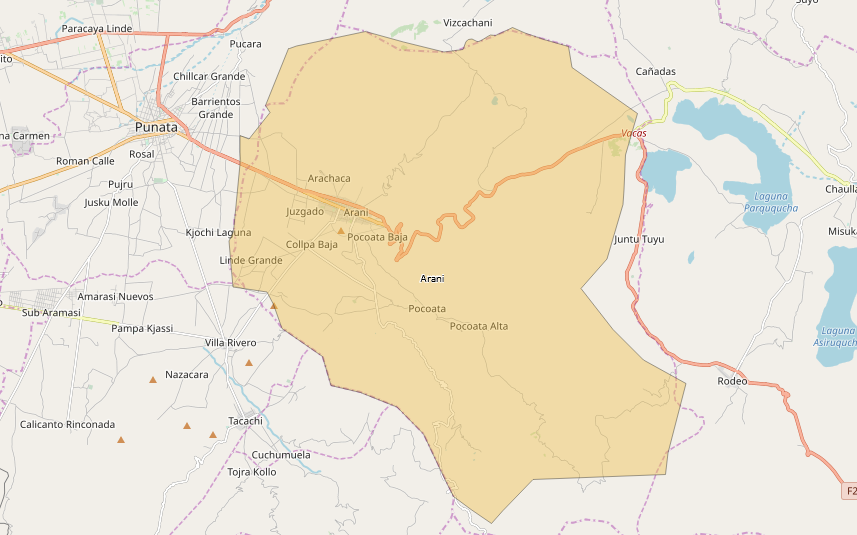 Vizcachani
Paracaya Linde
Pucara
ito
Cañadas
Chillcar Grande
Barrientos
Grande
Punata
Vacas
na Carmen
Rosal
Roman Calle
Arachaca
Pujru
Chaulla
Jusku Molle
Laguna
Parququcha
Juzgado
Arani
Kjochi Laguna
Pocoata Baja
Misuka
Juntu Tuyu
Collpa Baja
Linde Grande
Arani
Amarasi Nuevos
Sub Aramasi
Pocoata
Pampa Kjassi
Pocoata Alta
Laguna
Asiruquch
Villa Rivero
Nazacara
Rodeo
Calicanto Rinconada
Tacachi
Cuchumuela
Tojra Kollo
F2